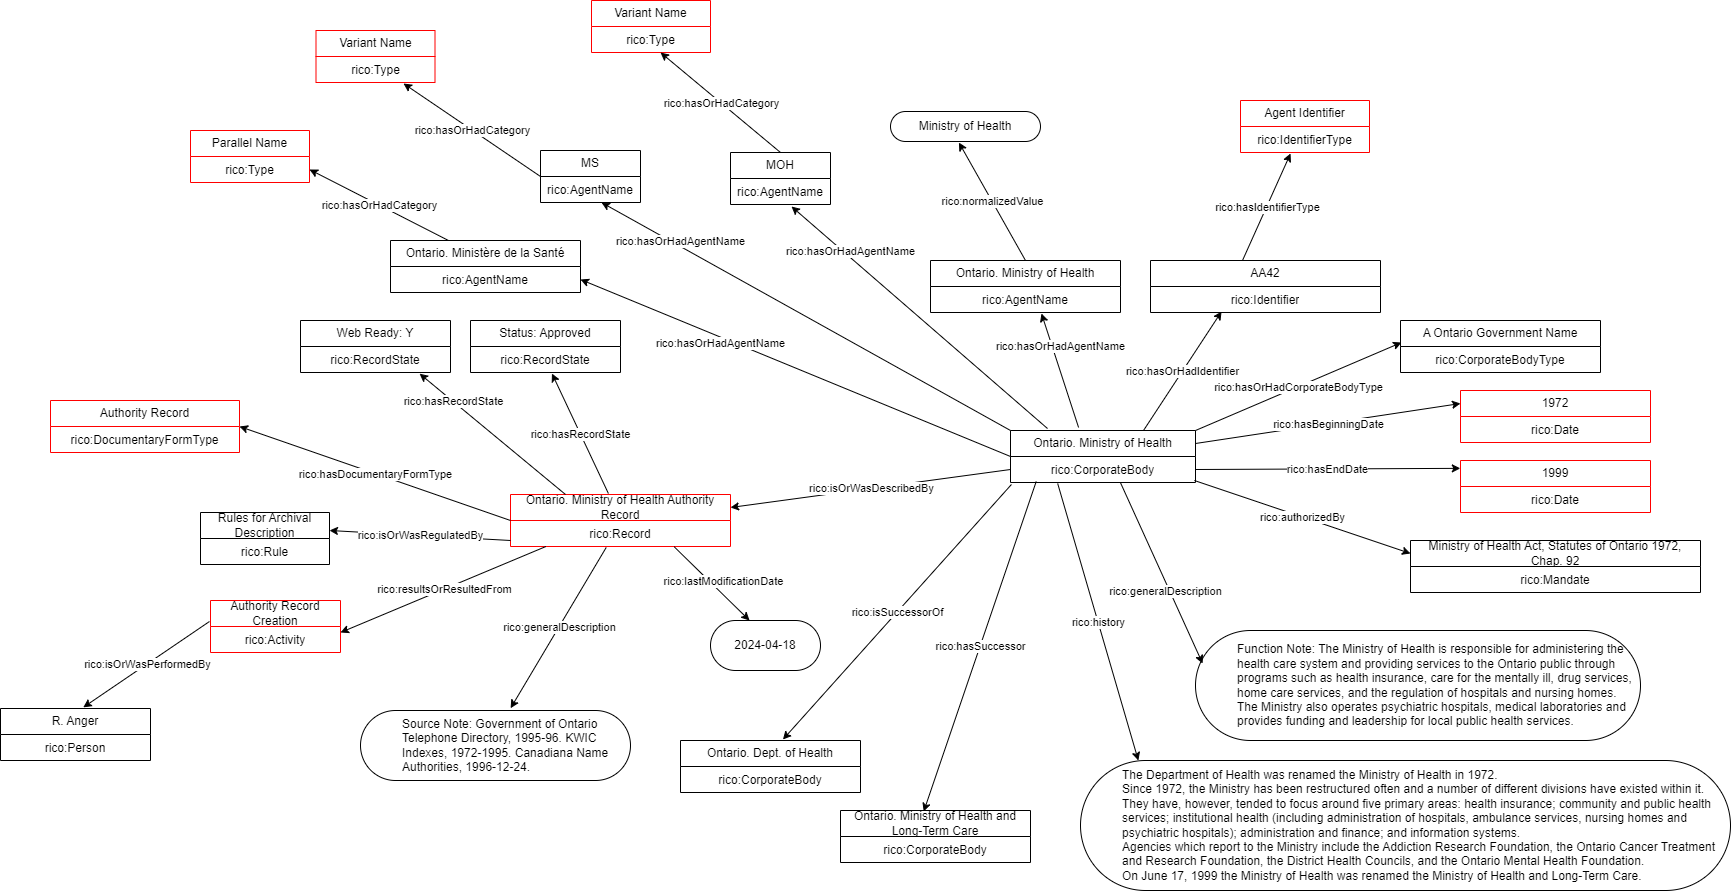 Variant Name
rico:Type
Variant Name
rico:Type
rico:hasOrHadCategory
rico:hasOrHadCategory
Parallel Name
rico:Type
rico:hasOrHadCategory
MS
rico:AgentName
MOH
rico:AgentName
Ministry of Health
rico:normalizedValue
Agent Identifier
rico:IdentifierType
rico:hasIdentifierType
rico:hasOrHadAgentName
rico:hasOrHadAgentName
Ontario. Ministère de la Santé
rico:AgentName
Ontario. Ministry of Health
rico:AgentName
AA42
rico:Identifier
Web Ready: Y
rico:RecordState
Status: Approved
rico:RecordState
rico:hasOrHadAgentName
rico:hasOrHadAgentName
rico:hasOrHadIdentifier
A Ontario Government Name
rico:CorporateBodyType
rico:hasOrHadCorporateBodyType
rico:hasRecordState
rico:hasRecordState
Authority Record
rico:DocumentaryFormType
rico:hasDocumentaryFormType
1972
rico:Date
rico:hasBeginningDate
Ontario. Ministry of Health
rico:CorporateBody
rico:hasEndDate
1999
rico:Date
rico:isOrWasDescribedBy
Ontario. Ministry of Health Authority
Record
rico:Record
rico:authorizedBy
Rules for Archival
Description
rico:Rule
rico:isOrWasRegulatedBy
Ministry of Health Act, Statutes of Ontario 1972,
Chap. 92
rico:Mandate
rico:resultsOrResultedFrom
rico:lastModificationDate
Authority Record
Creation
rico:Activity
rico:generalDescription
2024-04-18
rico:isOrWasPerformedBy
R. Anger
rico:Person
Source Note: Government of Ontario
Telephone Directory, 1995-96. KWIC
Indexes, 1972-1995. Canadiana Name
Authorities, 1996-12-24.
rico:isSuccessorOf
rico:hasSuccessor
rico:history
rico:generalDescription
Function Note: The Ministry of Health is responsible for administering the
health care system and providing services to the Ontario public through
programs such as health insurance, care for the mentally ill, drug services,
home care services, and the regulation of hospitals and nursing homes.
The Ministry also operates psychiatric hospitals, medical laboratories and
provides funding and leadership for local public health services.
Ontario. Dept. of Health
rico:CorporateBody
Ontario. Ministry of Health and
Long-Term Care
rico:CorporateBody
The Department of Health was renamed the Ministry of Health in 1972.
Since 1972, the Ministry has been restructured often and a number of different divisions have existed within it.
They have, however, tended to focus around five primary areas: health insurance; community and public health
services; institutional health (including administration of hospitals, ambulance services, nursing homes and
psychiatric hospitals); administration and finance; and information systems.
Agencies which report to the Ministry include the Addiction Research Foundation, the Ontario Cancer Treatment
and Research Foundation, the District Health Councils, and the Ontario Mental Health Foundation.
On June 17, 1999 the Ministry of Health was renamed the Ministry of Health and Long-Term Care.